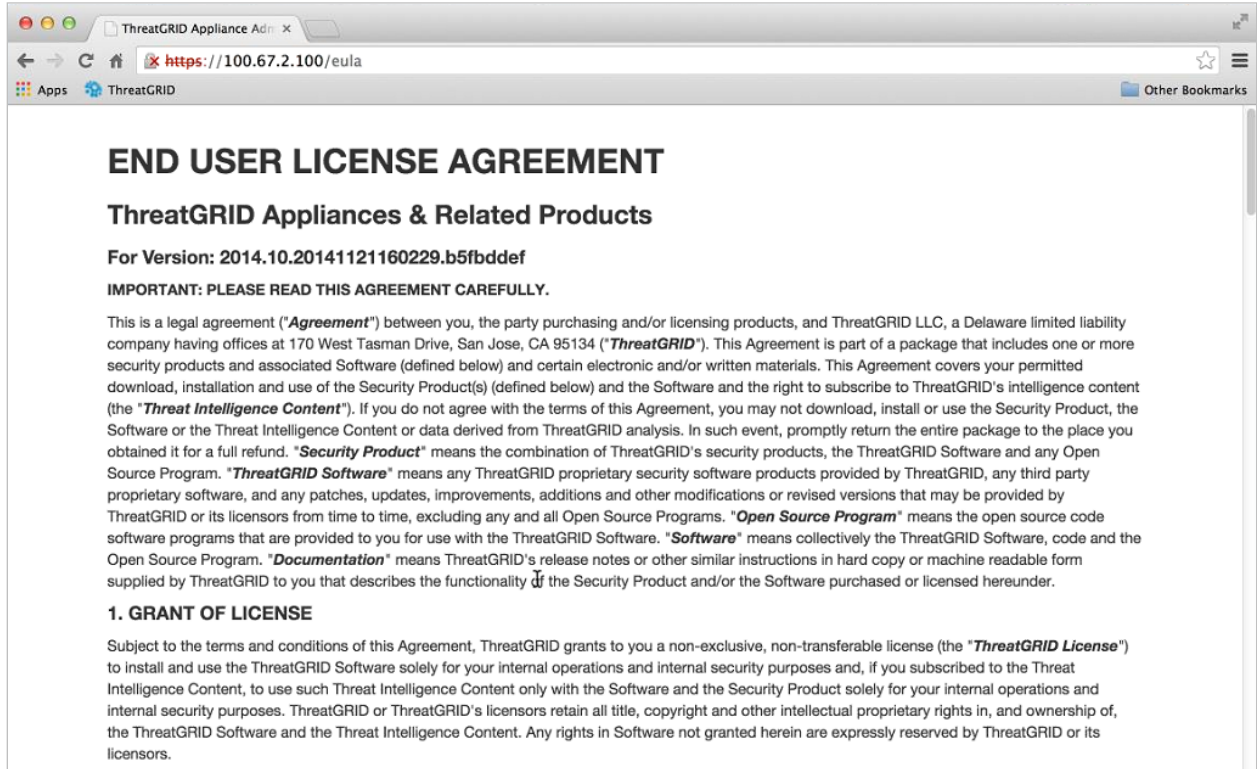 ThreatGRID Appliance Adm
https://100.67.2.100/eula
Apps ThreatGRID Other Bookmarks
END USER LICENSE AGREEMENT
ThreatGRID Appliances & Related Products
For Version: 2014.10.20141121160229.b5fbddef
IMPORTANT: PLEASE READ THIS AGREEMENT CAREFULLY.
This is a legal agreement ("Agreement") between you, the party purchasing and/or licensing products, and ThreatGRID LLC, a Delaware limited liability
company having offices at 170 West Tasman Drive, San Jose, CA 95134 ("ThreatGRID"). This Agreement is part of a package that includes one or more
security products and associated Software (defined below) and certain electronic and/or written materials. This Agreement covers your permitted
download, installation and use of the Security Product(s) (defined below) and the Software and the right to subscribe to ThreatGRID's intelligence content
(the "Threat Intelligence Content"). If you do not agree with the terms of this Agreement, you may not download, install or use the Security Product, the
Software or the Threat Intelligence Content or data derived from ThreatGRID analysis. In such event, promptly return the entire package to the place you
obtained it for a full refund. "Security Product" means the combination of ThreatGRID's security products, the ThreatGRID Software and any Open
Source Program. "ThreatGRID Software" means any ThreatGRID proprietary security software products provided by ThreatGRID, any third party
proprietary software, and any patches, updates, improvements, additions and other modifications or revised versions that may be provided by
ThreatGRID or its licensors from time to time, excluding any and all Open Source Programs. "Open Source Program" means the open source code
software programs that are provided to you for use with the ThreatGRID Software. "Software" means collectively the ThreatGRID Software, code and the
Open Source Program. "Documentation" means ThreatGRID's release notes or other similar instructions in hard copy or machine readable form
supplied by ThreatGRID to you that describes the functionality of the Security Product and/or the Software purchased or licensed hereunder.
1. GRANT OF LICENSE
Subject to the terms and conditions of this Agreement, ThreatGRID grants to you a non-exclusive, non-transferable license (the "ThreatGRID License")
to install and use the ThreatGRID Software solely for your internal operations and internal security purposes and, if you subscribed to the Threat
Intelligence Content, to use such Threat Intelligence Content only with the Software and the Security Product solely for your internal operations and
internal security purposes. ThreatGRID or ThreatGRID's licensors retain all title, copyright and other intellectual proprietary rights in, and ownership of,
the ThreatGRID Software and the Threat Intelligence Content. Any rights in Software not granted herein are expressly reserved by ThreatGRID or its
licensors.